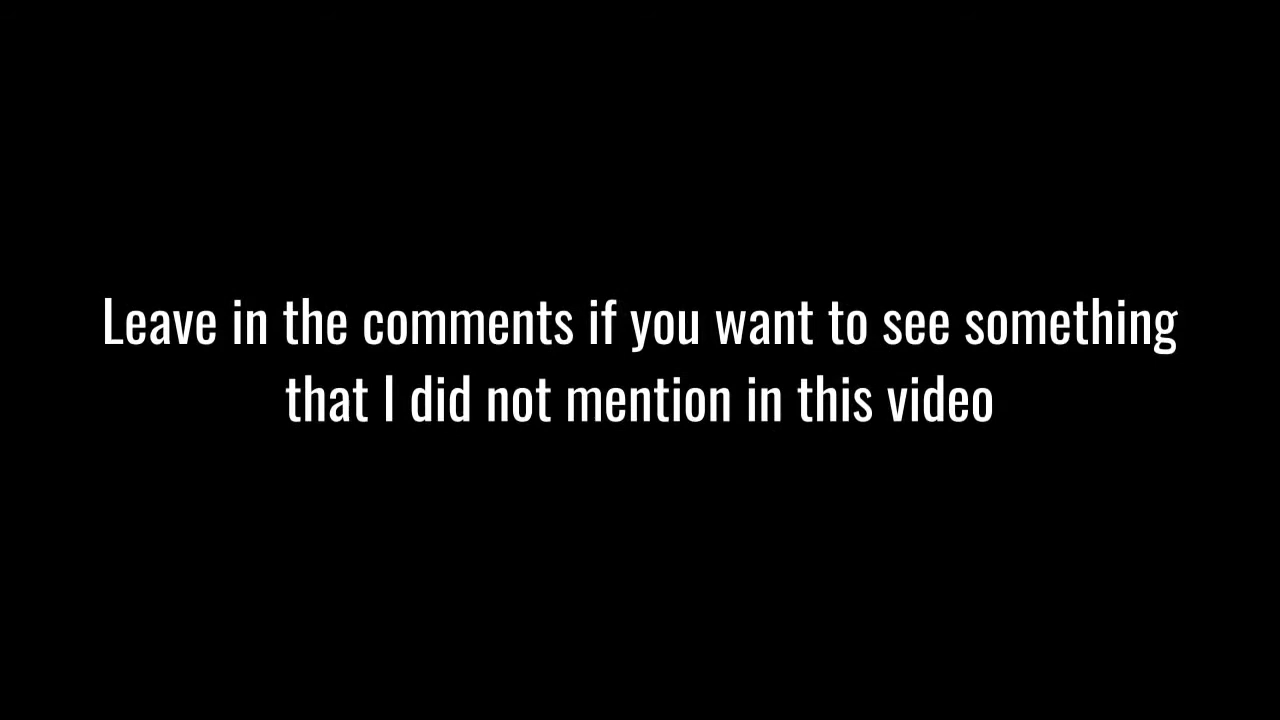 Leave in the comments if you want to see something
that I did not mention in this video